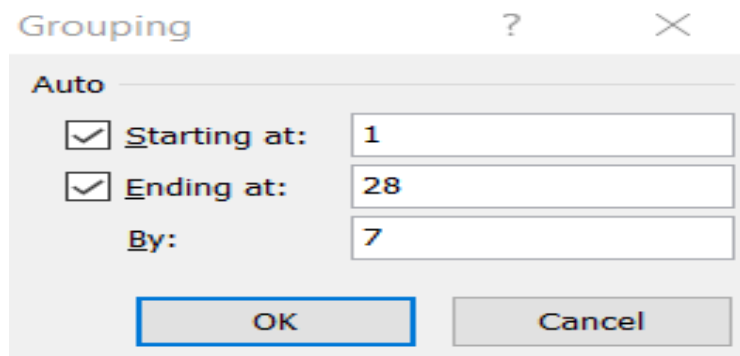 Grouping ? ×
Auto
Starting at: 1
Ending at: 28
By: 7
OK Cancel